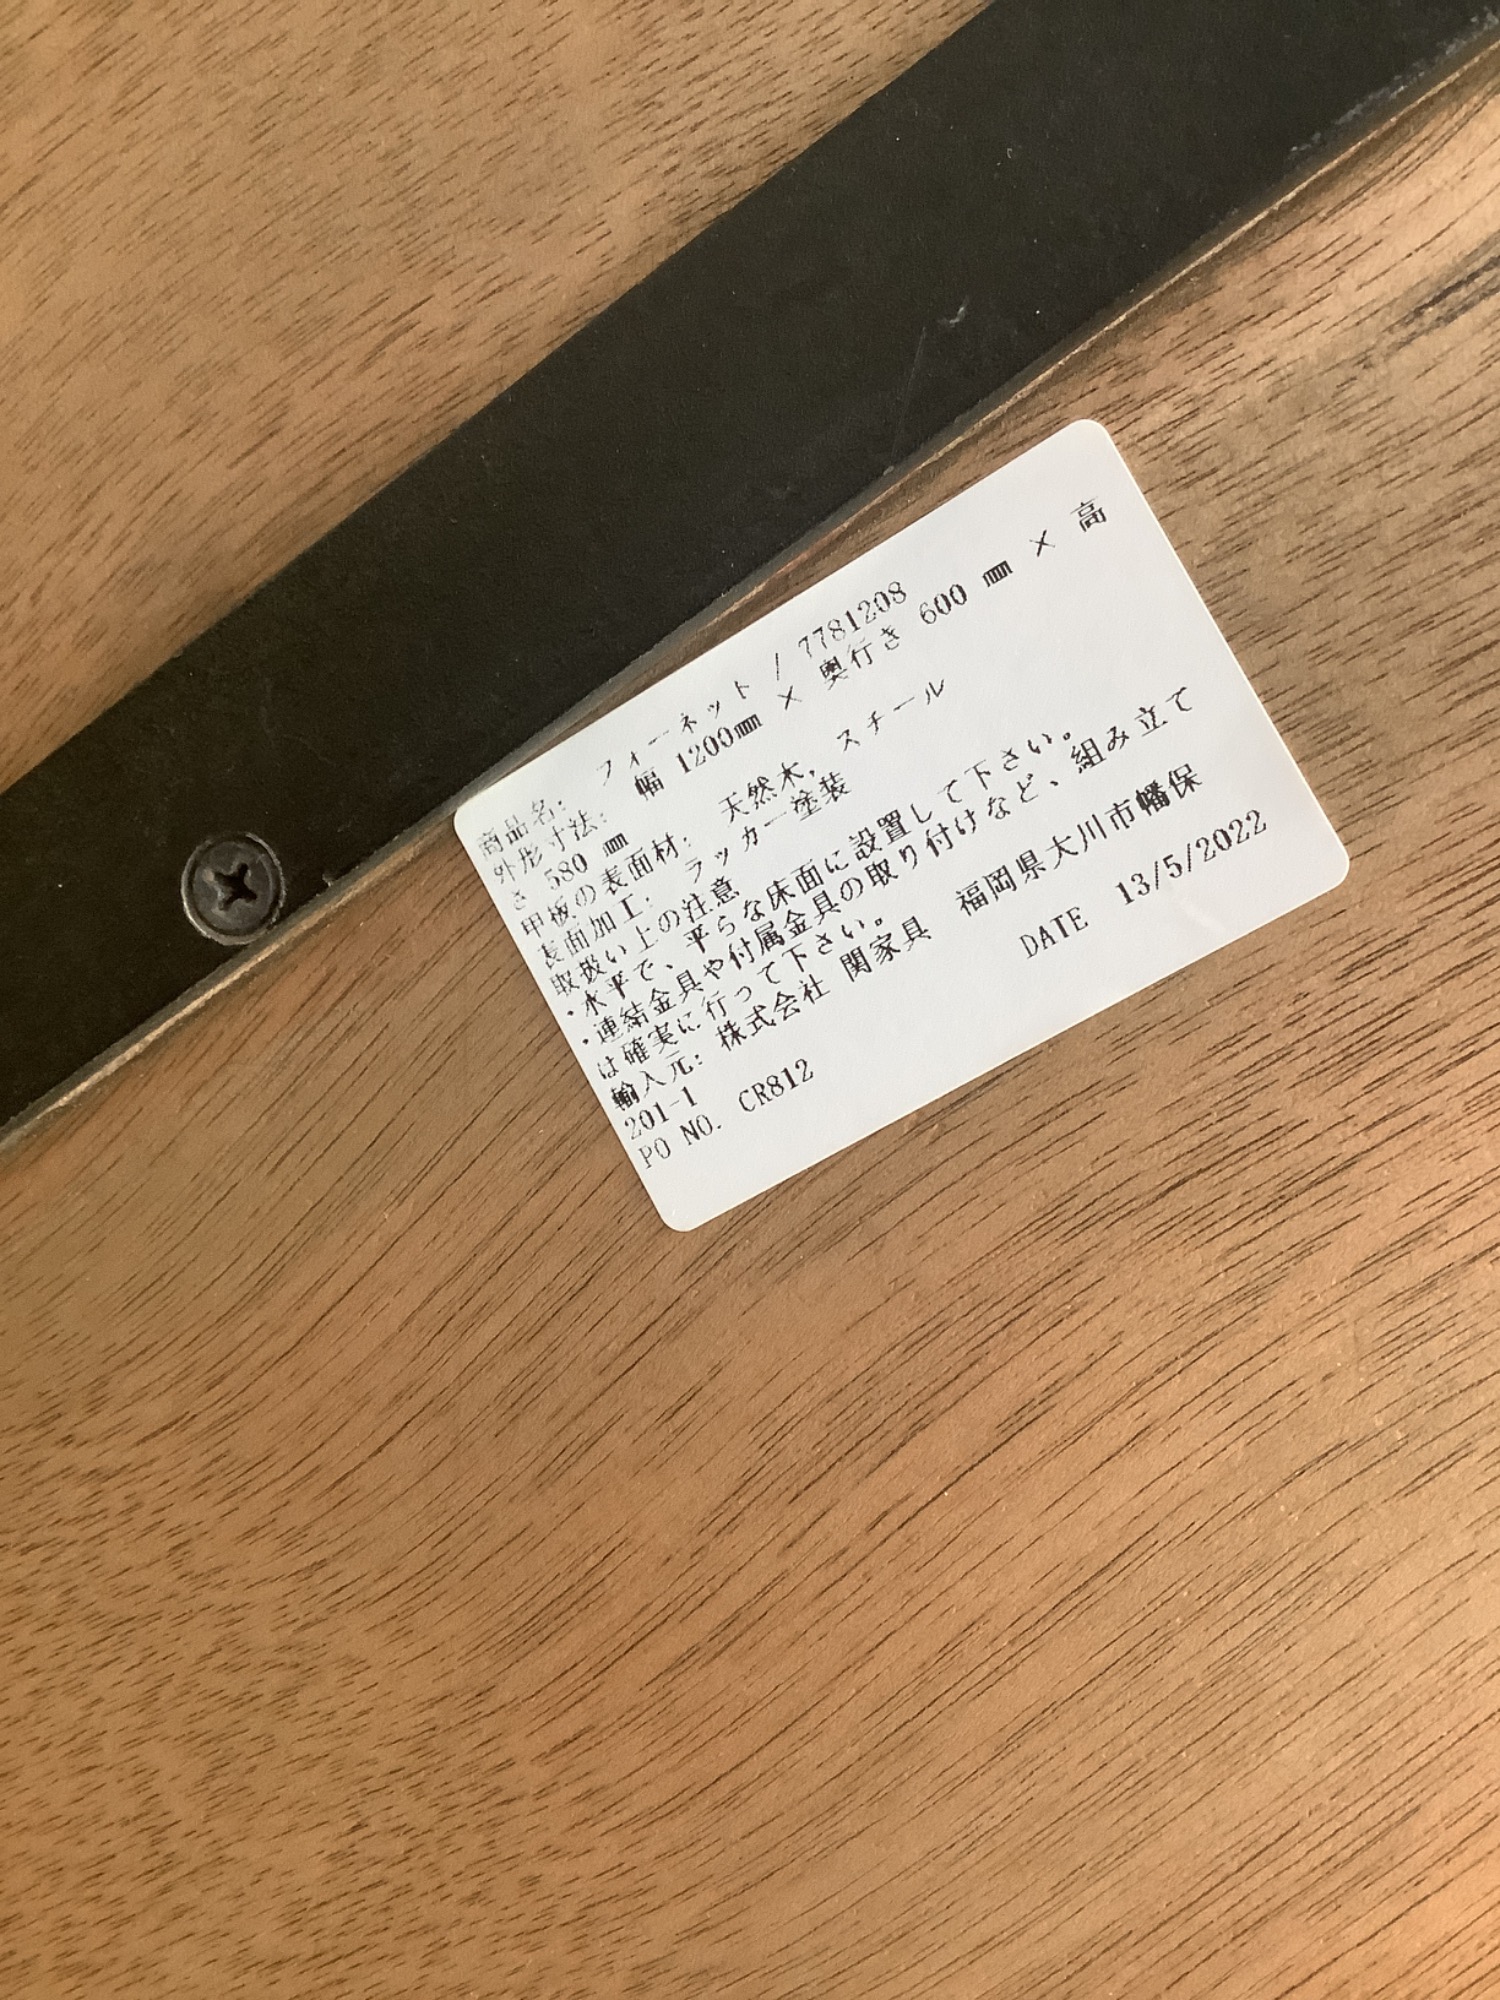 商品名: フィーネット / 7781208
外形寸法: 幅 1200㎜ × 奥行き 600 ㎜ × 高
さ 580 ㎜
甲板の表面材: 天然木, スチール
表面加工: ラッカー塗装
取扱い上の注意
・水平で、平らな床面に設置して下さい。
・連結金具や付属金具の取り付けなど、組み立て
は確実に行って下さい。
輸入元: 株式会社 関家具 福岡県大川市幡保
201-1 DATE 13/5/2022
PO NO. CR812